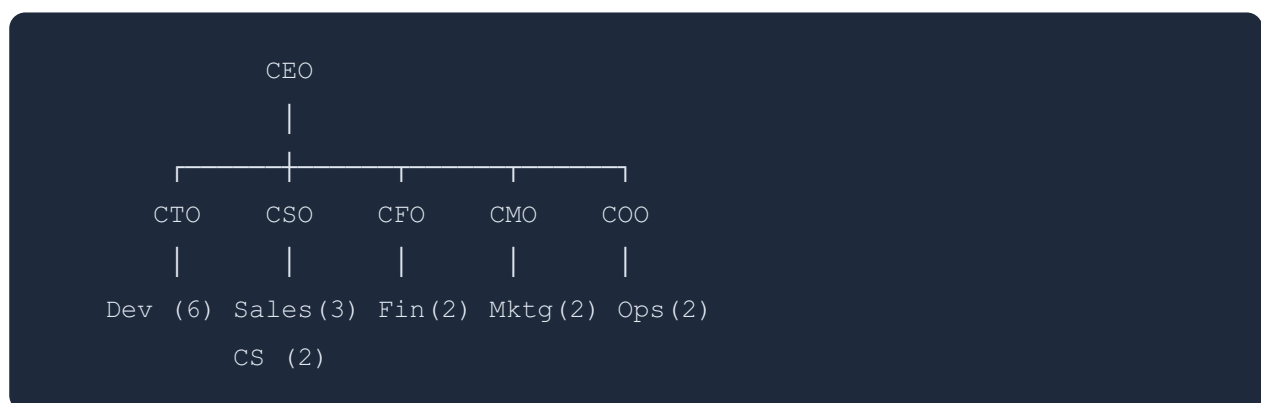 CEO
CTO CSO CFO CMO COO
Dev (6) Sales(3) Fin(2) Mktg(2) Ops(2)
CS (2)